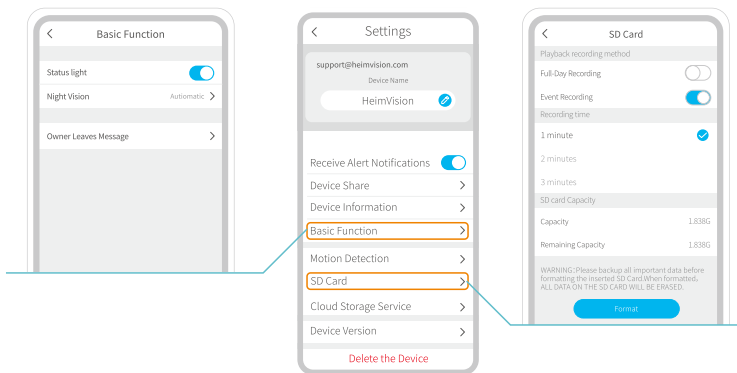 Basic Function
Status light
Night Vision Automatic
Owner Leaves Message
Settings
support@heimvision.com
Device Name
HeimVision
Receive Alert Notifications
Device Share
Device Information
Basic Function
Motion Detection
SD Card
Cloud Storage Service
Device Version
Delete the Device
SD Card
Playback recording method
Full-Day Recording
Event Recording
Recording time
1 minute
2 minutes
3 minutes
SD card Capacity
Capacity 1.838G
Remaining Capacity 1.838G
WARNING:Please backup all important data before
formatting the inserted SD Card.When formatted,
ALL DATA ON THE SD CARD WILL BE ERASED.
Format